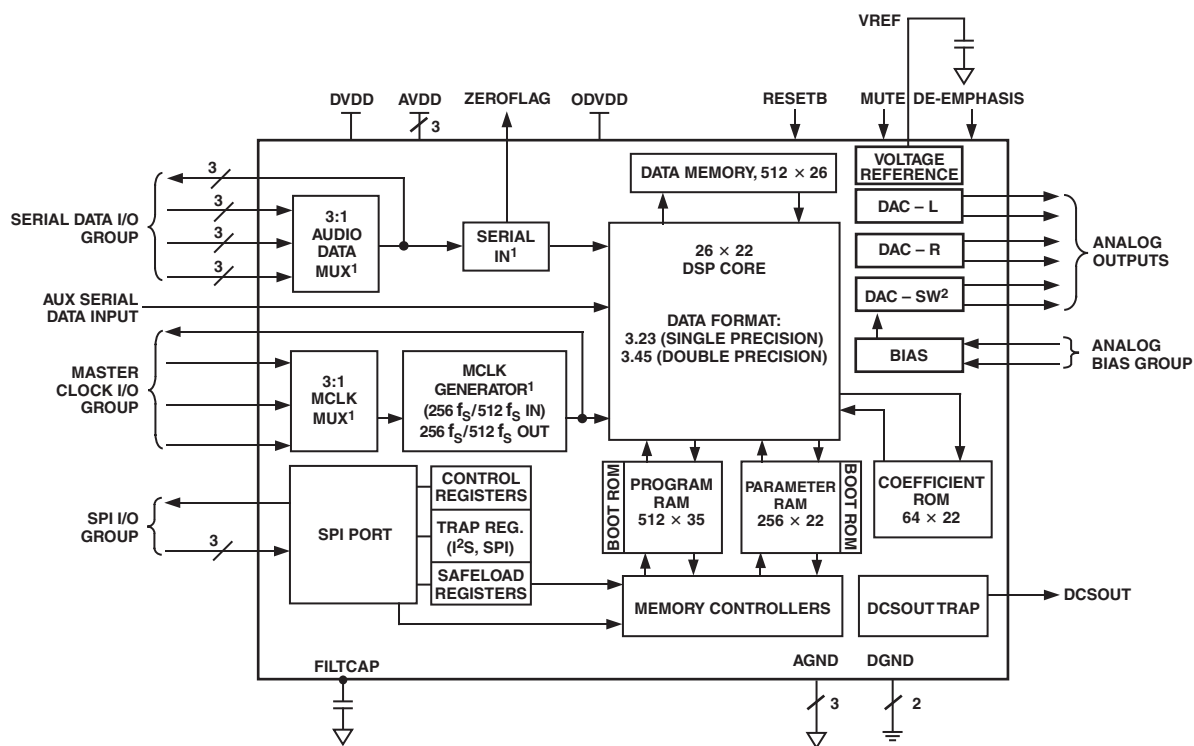 VREF
DVDD
AVDD
ZEROFLAG
ODVDD
RESETB
MUTE
DE-EMPHASIS
3
3
SERIAL DATA I/O
GROUP
3
3
3
3:1
AUDIO
DATA
MUX1
SERIAL
IN1
DATA MEMORY, 512 × 26
VOLTAGE
REFERENCE
DAC – L
DAC – R
DAC – SW2
ANALOG
OUTPUTS
26 × 22
DSP CORE
DATA FORMAT:
3.23 (SINGLE PRECISION)
3.45 (DOUBLE PRECISION)
BIAS
ANALOG
BIAS GROUP
AUX SERIAL
DATA INPUT
MASTER
CLOCK I/O
GROUP
3:1
MCLK
MUX1
MCLK
GENERATOR1
(256 fS/512 fS IN)
256 fS/512 fS OUT
SPI I/O
GROUP
3
SPI PORT
CONTROL
REGISTERS
TRAP REG.
(I2S, SPI)
SAFELOAD
REGISTERS
BOOT ROM
PROGRAM
RAM
512 × 35
PARAMETER
RAM
256 × 22
BOOT ROM
COEFFICIENT
ROM
64 × 22
MEMORY CONTROLLERS
DCSOUT TRAP
DCSOUT
FILTCAP
AGND
DGND
3
2